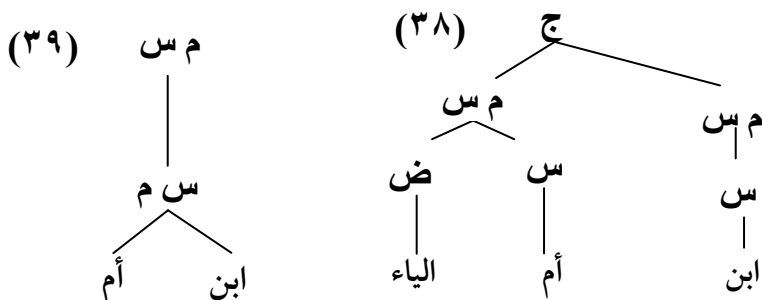 (٣٨)
ج
م س م س
س س ض
ابن أم الياء
(٣٩)
م س
س م
ابن أم